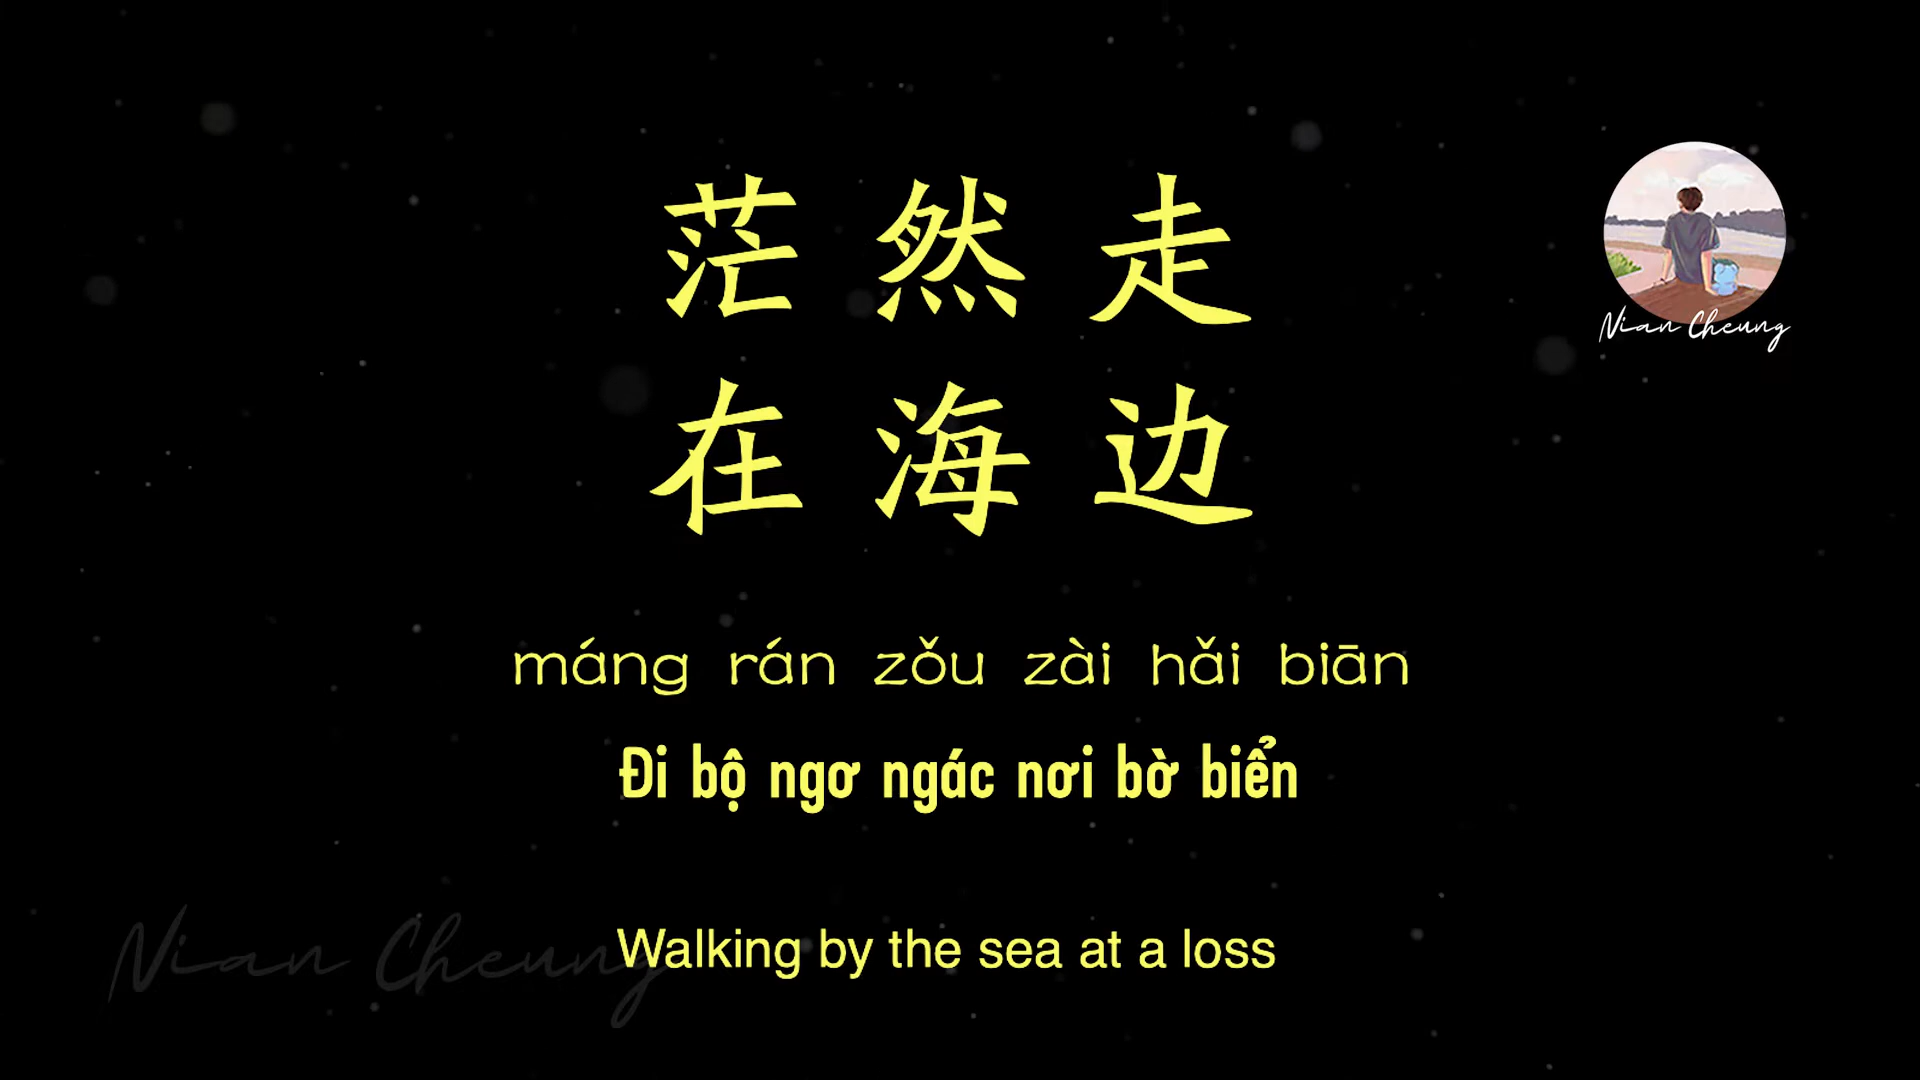 茫然走
在海边
máng rán zǒu zài hǎi biān
Đi bộ ngơ ngác nơi bờ biển
Walking by the sea at a loss
Nian Cheung
Nian Cheung